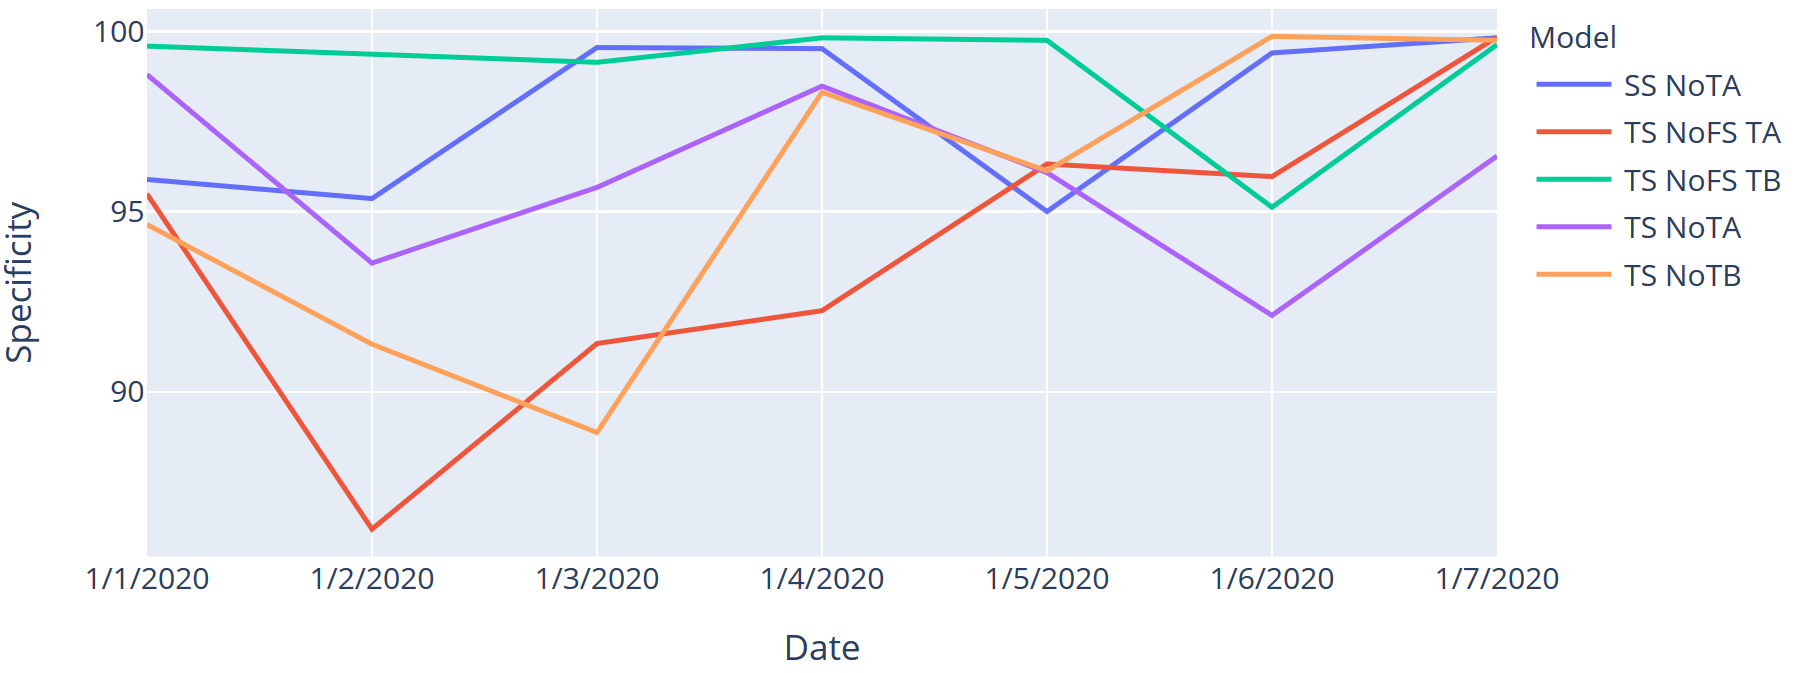 Specificity
100
95
90
1/1/2020 1/2/2020 1/3/2020 1/4/2020 1/5/2020 1/6/2020 1/7/2020
Date
Model
SS NoTA
TS NoFS TA
TS NoFS TB
TS NoTA
TS NoTB